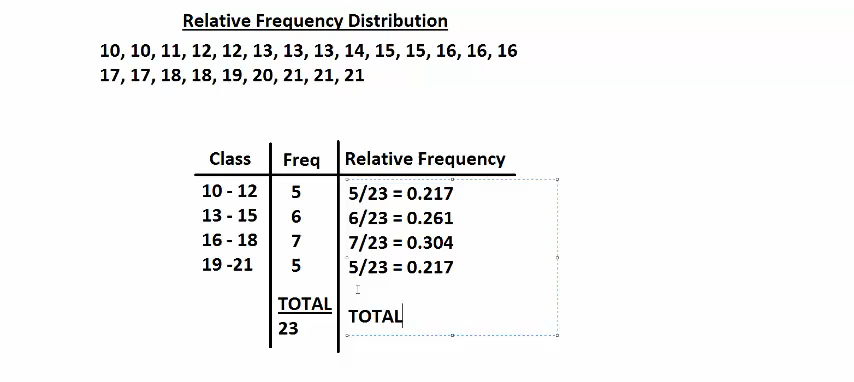 Relative Frequency Distribution
10, 10, 11, 12, 12, 13, 13, 13, 14, 15, 15, 16, 16, 16
17, 17, 18, 18, 19, 20, 21, 21, 21
Class Freq Relative Frequency
10 - 12 5 5/23 = 0.217
13 - 15 6 6/23 = 0.261
16 - 18 7 7/23 = 0.304
19 -21 5 5/23 = 0.217
TOTAL TOTAL
23